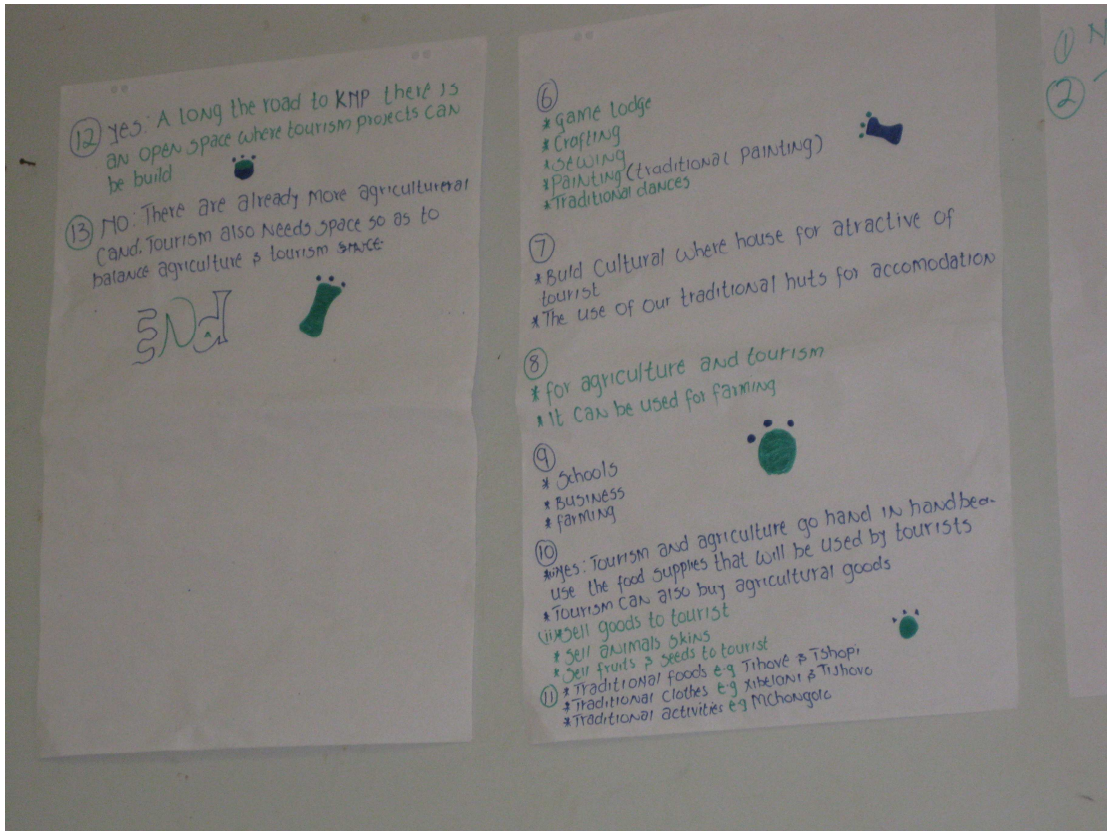 12 yes: A long the road to KNP there is
an open space where tourism projects can
be build
13 NO: There are already more agricultureral
Land. Tourism also Needs space so as to
balance agriculture & tourism
END
6
* game lodge
* Crafting
* sewing
* Painting (traditional painting)
* Traditional dances
7
* Buld Cultural where house for atractive of
tourist
* The use of our traditional huts for accomodation
8
* for agriculture and tourism
* it can be used for farming
9
* Schools
* Business
* farming
10
* Yes: Tourism and agriculture go hand in hand bea-
use the food supplies that will be used by tourists
* Tourism can also buy agricultural goods
(ii) * Sell goods to tourist
* Sell animals skins
* Sell fruits & seeds to tourist
11 * Traditional foods e.g Tihove & Tshopi
* Traditional clothes e.g xibelani & Tishovo
* Traditional activities e.g Mchongolo
1 N
2